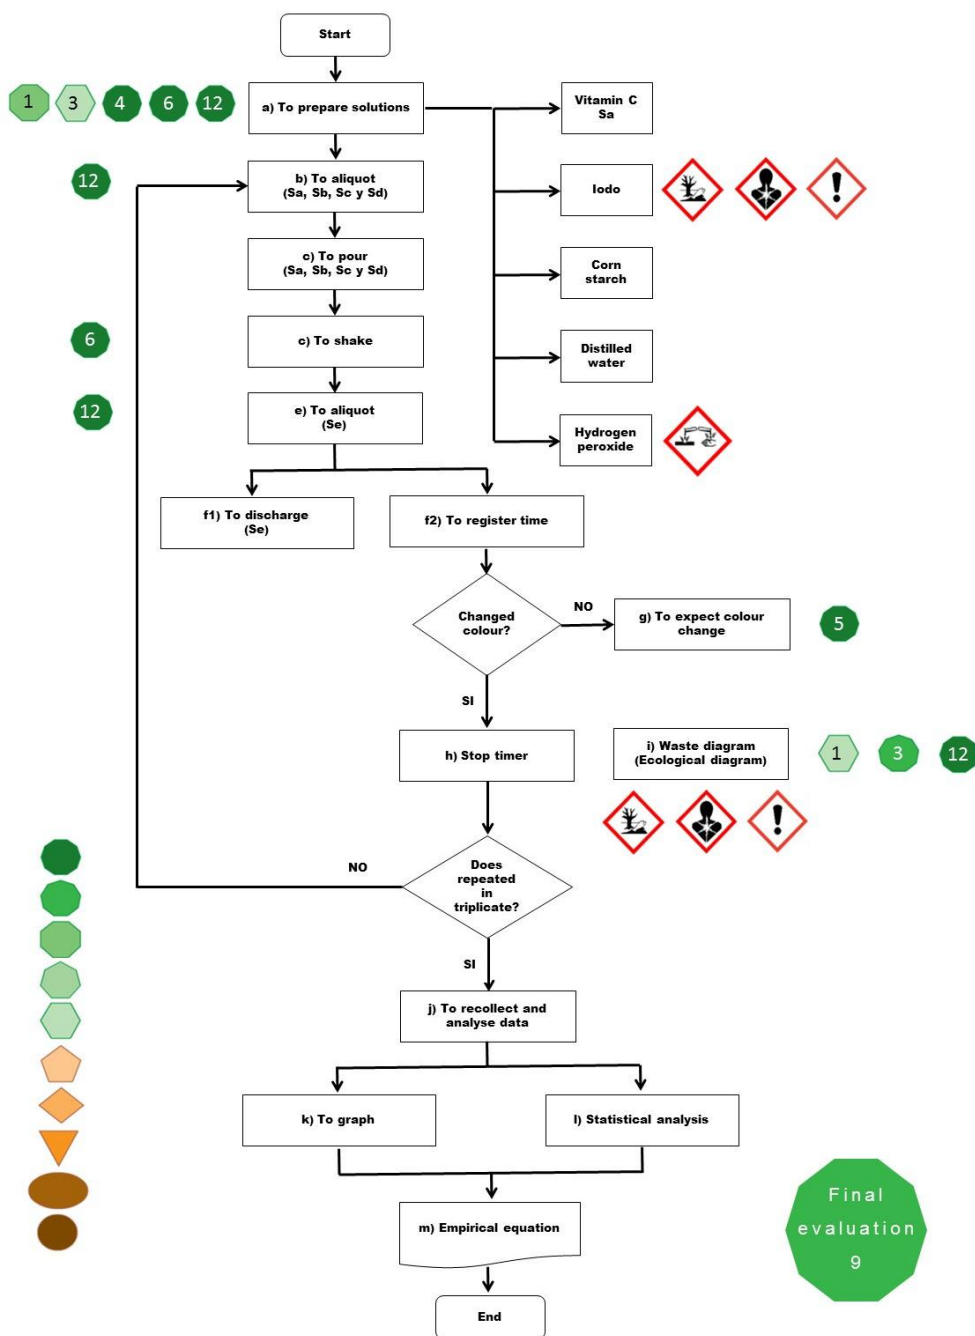 Start
1 3 4 6 12
a) To prepare solutions
Vitamin C
Sa
12
b) To aliquot
(Sa, Sb, Sc y Sd)
Iodo
c) To pour
(Sa, Sb, Sc y Sd)
Corn
starch
6
c) To shake
Distilled
water
12
e) To aliquot
(Se)
Hydrogen
peroxide
f1) To discharge
(Se)
f2) To register time
Changed
colour?
NO
g) To expect colour
change
5
SI
h) Stop timer
i) Waste diagram
(Ecological diagram)
1 3 12
Does
repeated
in
triplicate?
NO
SI
j) To recollect and
analyse data
k) To graph
l) Statistical analysis
m) Empirical equation
Final
evaluation
9
End